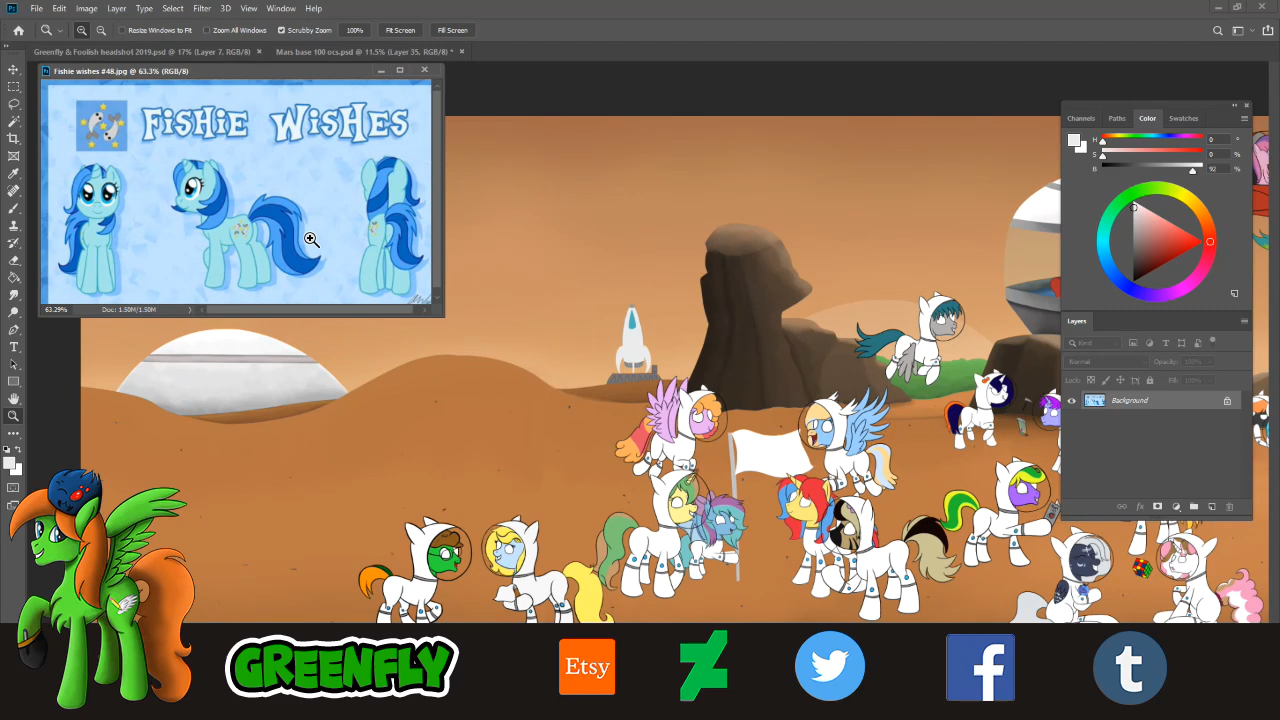 Ps File Edit Image Layer Type Select Filter 3D View Window Help
Resize Windows to Fit Zoom All Windows Scrubby Zoom 100% Fit Screen Fill Screen
Greenfly & Foolish headshot 2019.psd @ 17% (Layer 7, RGB/8) × Mars base 100 ocs.psd @ 11.5% (Layer 35, RGB/8) * ×
Fishie wishes #48.jpg @ 63.3% (RGB/8)
FiSHiE WiSHES
63.29% Doc: 1.50M/1.50M
Channels Paths Color Swatches
H 0 °
S 0 %
B 92 %
Layers
Kind
Normal Opacity: 100%
Lock: Fill: 100%
Background
fx
GREENFLY
Etsy
f
t